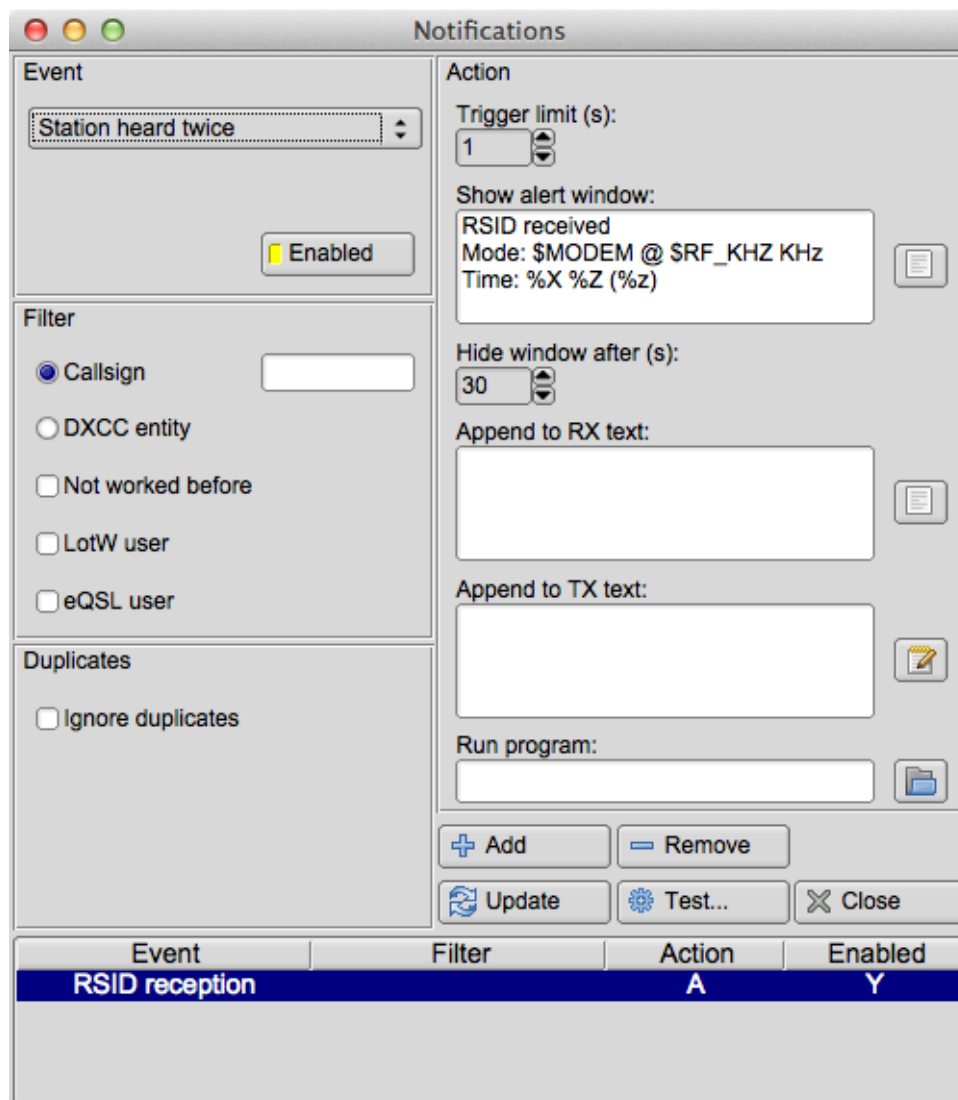 Notifications
Event
Station heard twice
Enabled
Filter
Callsign
DXCC entity
Not worked before
LotW user
eQSL user
Duplicates
Ignore duplicates
Action
Trigger limit (s):
1
Show alert window:
RSID received
Mode: $MODEM @ $RF_KHZ KHz
Time: %X %Z (%z)
Hide window after (s):
30
Append to RX text:
Append to TX text:
Run program:
Add Remove
Update Test... Close
Event Filter Action Enabled
RSID reception A Y